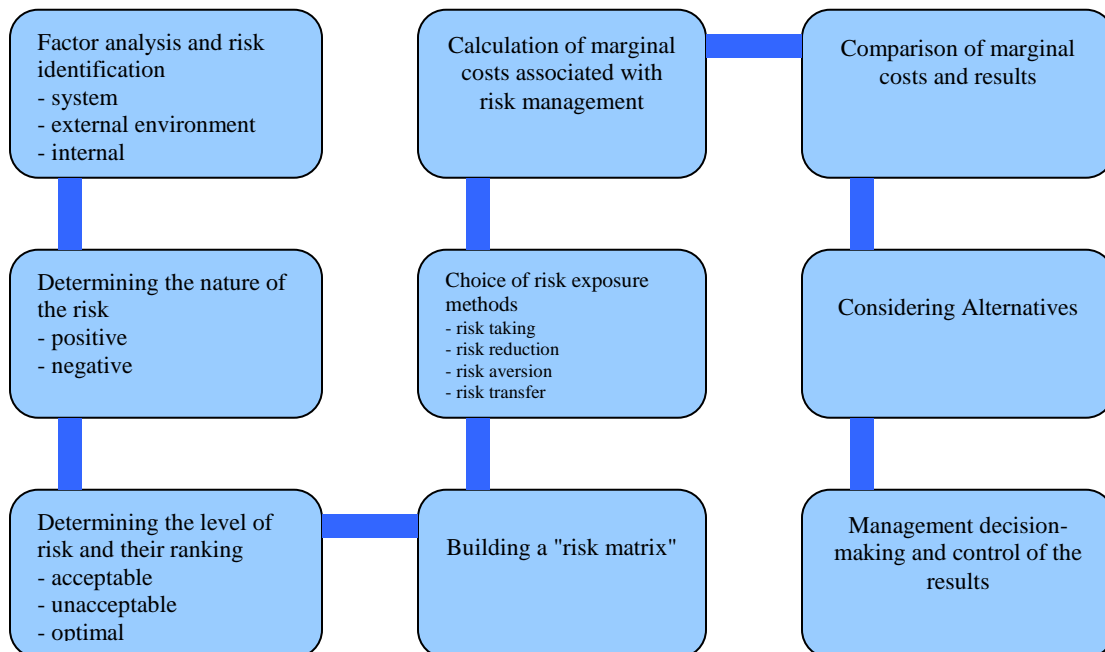 Factor analysis and risk
identification
- system
- external environment
- internal
Determining the nature of
the risk
- positive
- negative
Determining the level of
risk and their ranking
- acceptable
- unacceptable
- optimal
Building a "risk matrix"
Choice of risk exposure
methods
- risk taking
- risk reduction
- risk aversion
- risk transfer
Calculation of marginal
costs associated with
risk management
Comparison of marginal
costs and results
Considering Alternatives
Management decision-
making and control of the
results